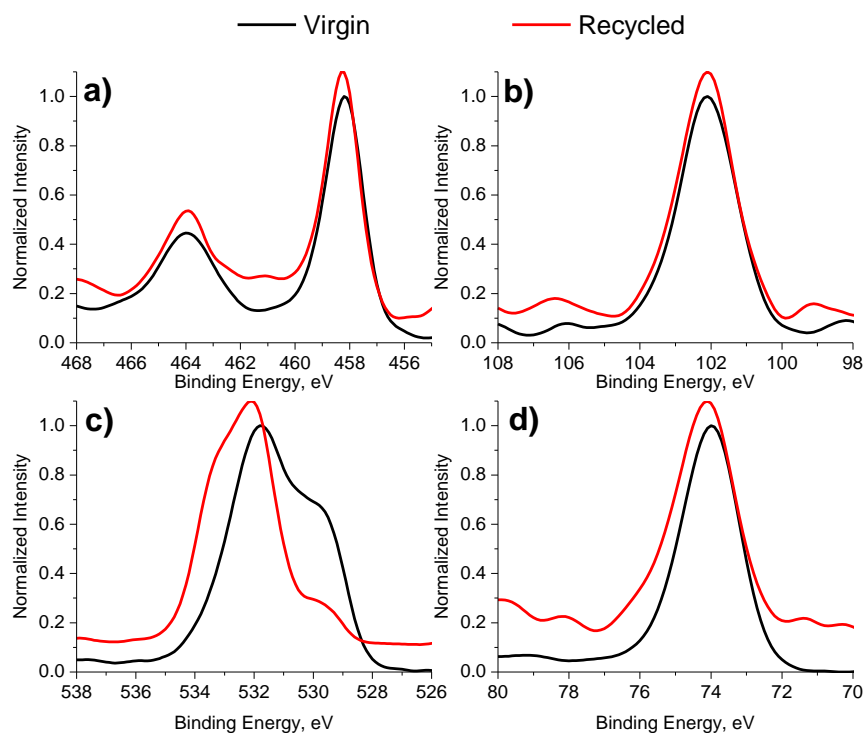 Virgin Recycled
a)
Normalized Intensity
1.0
0.8
0.6
0.4
0.2
0.0
468 466 464 462 460 458 456
Binding Energy, eV
b)
Normalized Intensity
1.0
0.8
0.6
0.4
0.2
0.0
108 106 104 102 100 98
Binding Energy, eV
c)
Normalized Intensity
1.0
0.8
0.6
0.4
0.2
0.0
538 536 534 532 530 528 526
Binding Energy, eV
d)
Normalized Intensity
1.0
0.8
0.6
0.4
0.2
0.0
80 78 76 74 72 70
Binding Energy, eV